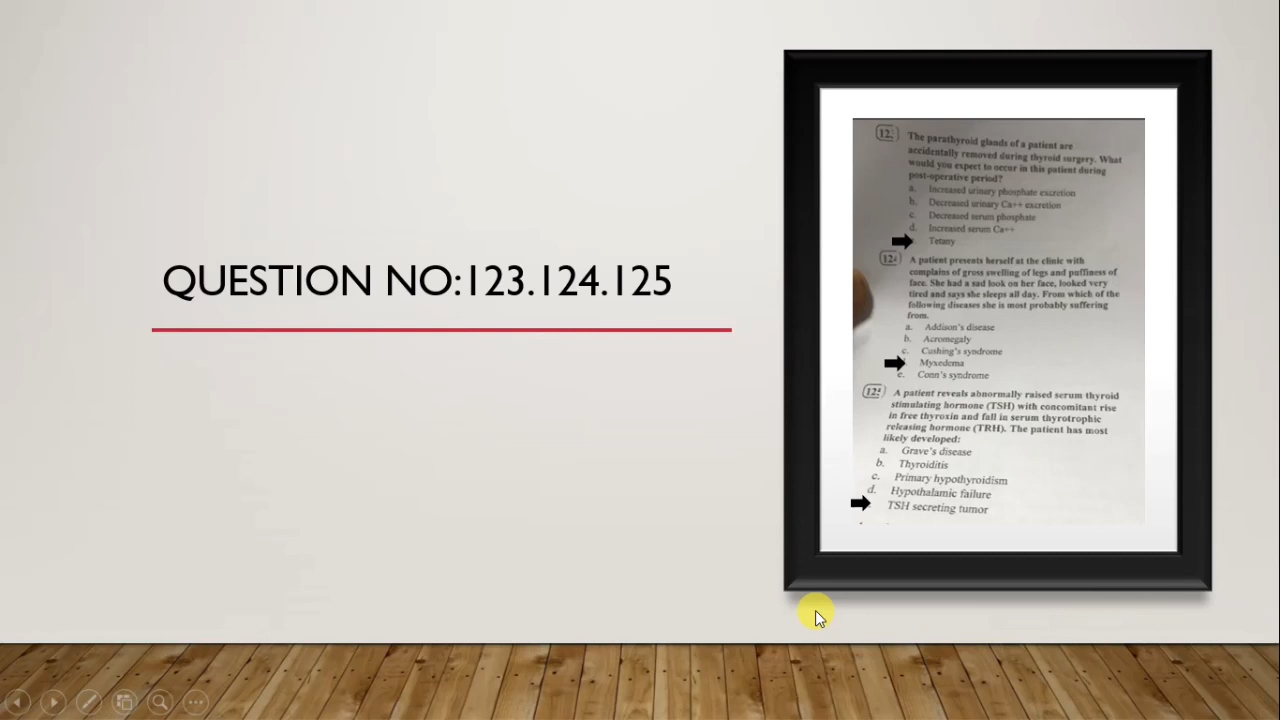 QUESTION NO:123.124.125
12
The parathyroid glands of a patient are
accidentally removed during thyroid surgery. What
would you expect to occur in this patient during
post-operative period?
a. Increased urinary phosphate excretion
b. Decreased urinary Ca++ excretion
c. Decreased serum phosphate
d. Increased serum Ca++
Tetany
12
A patient presents herself at the clinic with
complains of gross swelling of legs and puffiness of
face. She had a sad look on her face, looked very
tired and says she sleeps all day. From which of the
following diseases she is most probably suffering
from.
a. Addison's disease
b. Acromegaly
c. Cushing's syndrome
Myxedema
e. Conn's syndrome
12
A patient reveals abnormally raised serum thyroid
stimulating hormone (TSH) with concomitant rise
in free thyroxin and fall in serum thyrotrophic
releasing hormone (TRH). The patient has most
likely developed:
a. Grave's disease
b. Thyroiditis
c. Primary hypothyroidism
d. Hypothalamic failure
TSH secreting tumor